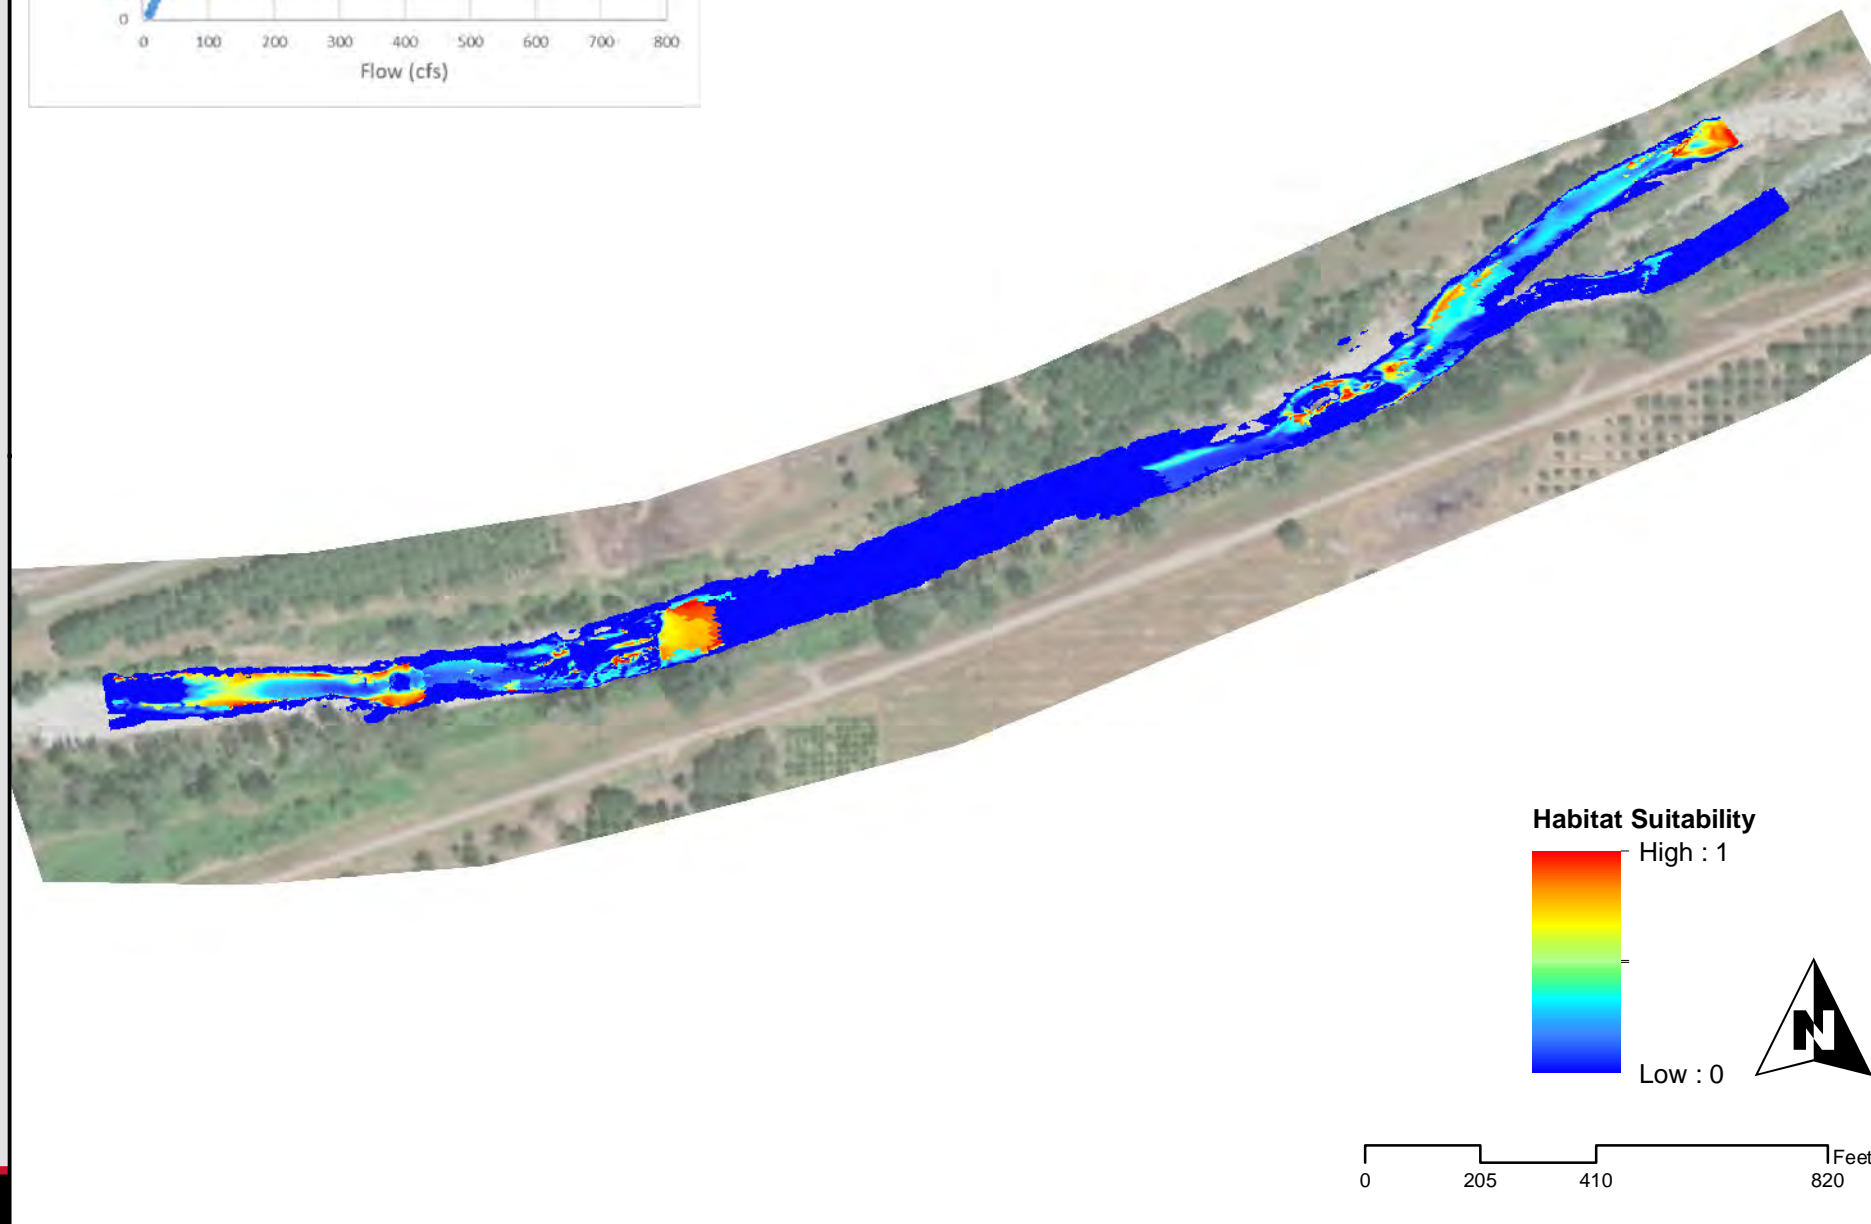 0
0 100 200 300 400 500 600 700 800
Flow (cfs)
Habitat Suitability
High : 1
Low : 0
N
Feet
0 205 410 820